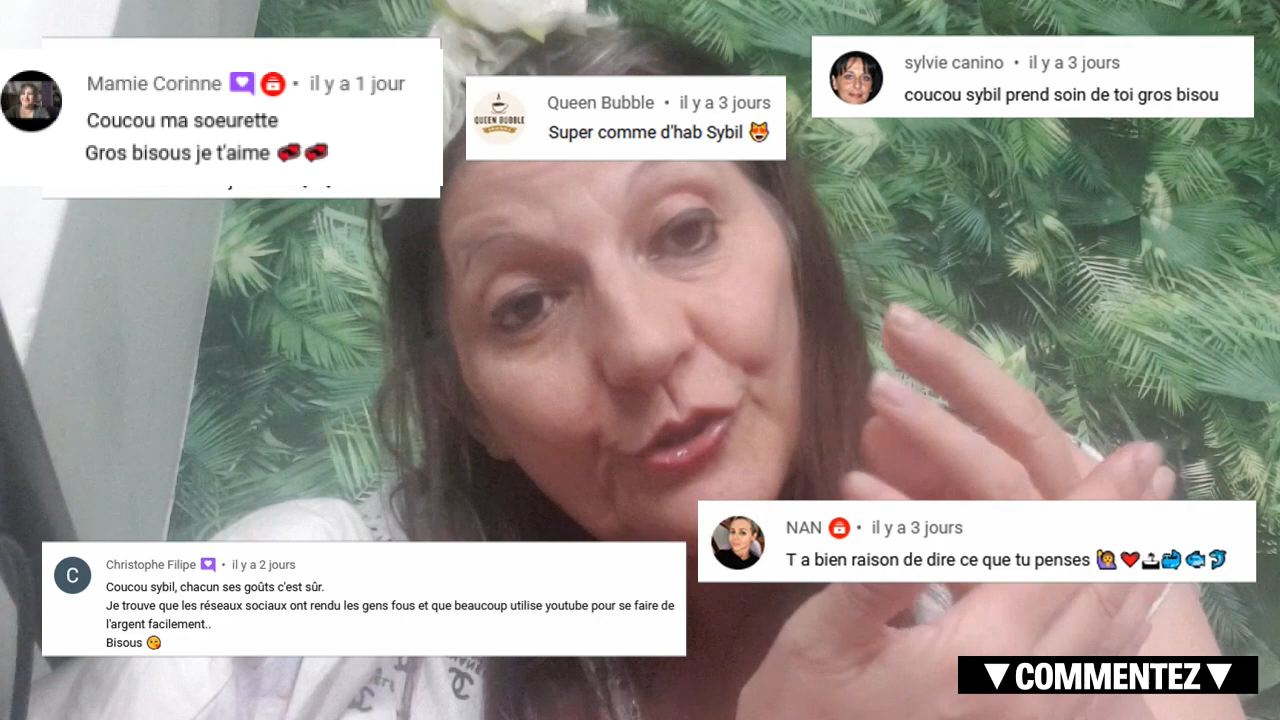 Mamie Corinne • il y a 1 jour
Coucou ma soeurette
Gros bisous je t'aime
QUEEN BUBBLE
Queen Bubble • il y a 3 jours
Super comme d'hab Sybil 😻
sylvie canino • il y a 3 jours
coucou sybil prend soin de toi gros bisou
NAN • il y a 3 jours
T a bien raison de dire ce que tu penses 🙋❤️
C
Christophe Filipe • il y a 2 jours
Coucou sybil, chacun ses goûts c'est sûr.
Je trouve que les réseaux sociaux ont rendu les gens fous et que beaucoup utilise youtube pour se faire de
l'argent facilement..
Bisous 😘
▼ COMMENTEZ ▼